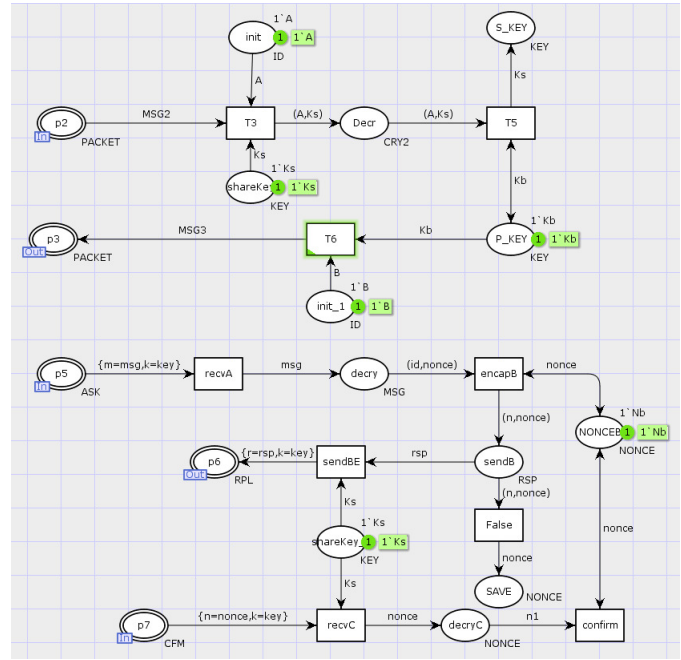 1`A
init 1 1`A
ID
A
S_KEY
KEY
Ks
p2 MSG2 T3 (A,Ks) Decr (A,Ks) T5
In PACKET CRY2
Ks
1`Ks
shareKey 1 1`Ks
KEY
Kb
1`Kb
p3 MSG3 T6 Kb P_KEY 1 1`Kb
Out PACKET KEY
B
1`B
init_1 1 1`B
ID
p5 {m=msg,k=key} recvA msg decry (id,nonce) encapB nonce
In ASK MSG
(n,nonce)
1`Nb
NONCEB 1 1`Nb
NONCE
p6 {r=rsp,k=key} sendBE rsp sendB
Out RPL RSP
(n,nonce)
Ks
1`Ks
shareKey_ 1 1`Ks
KEY
False
nonce
nonce
Ks
SAVE NONCE
p7 {n=nonce,k=key} recvC nonce decryC n1 confirm
In CFM NONCE